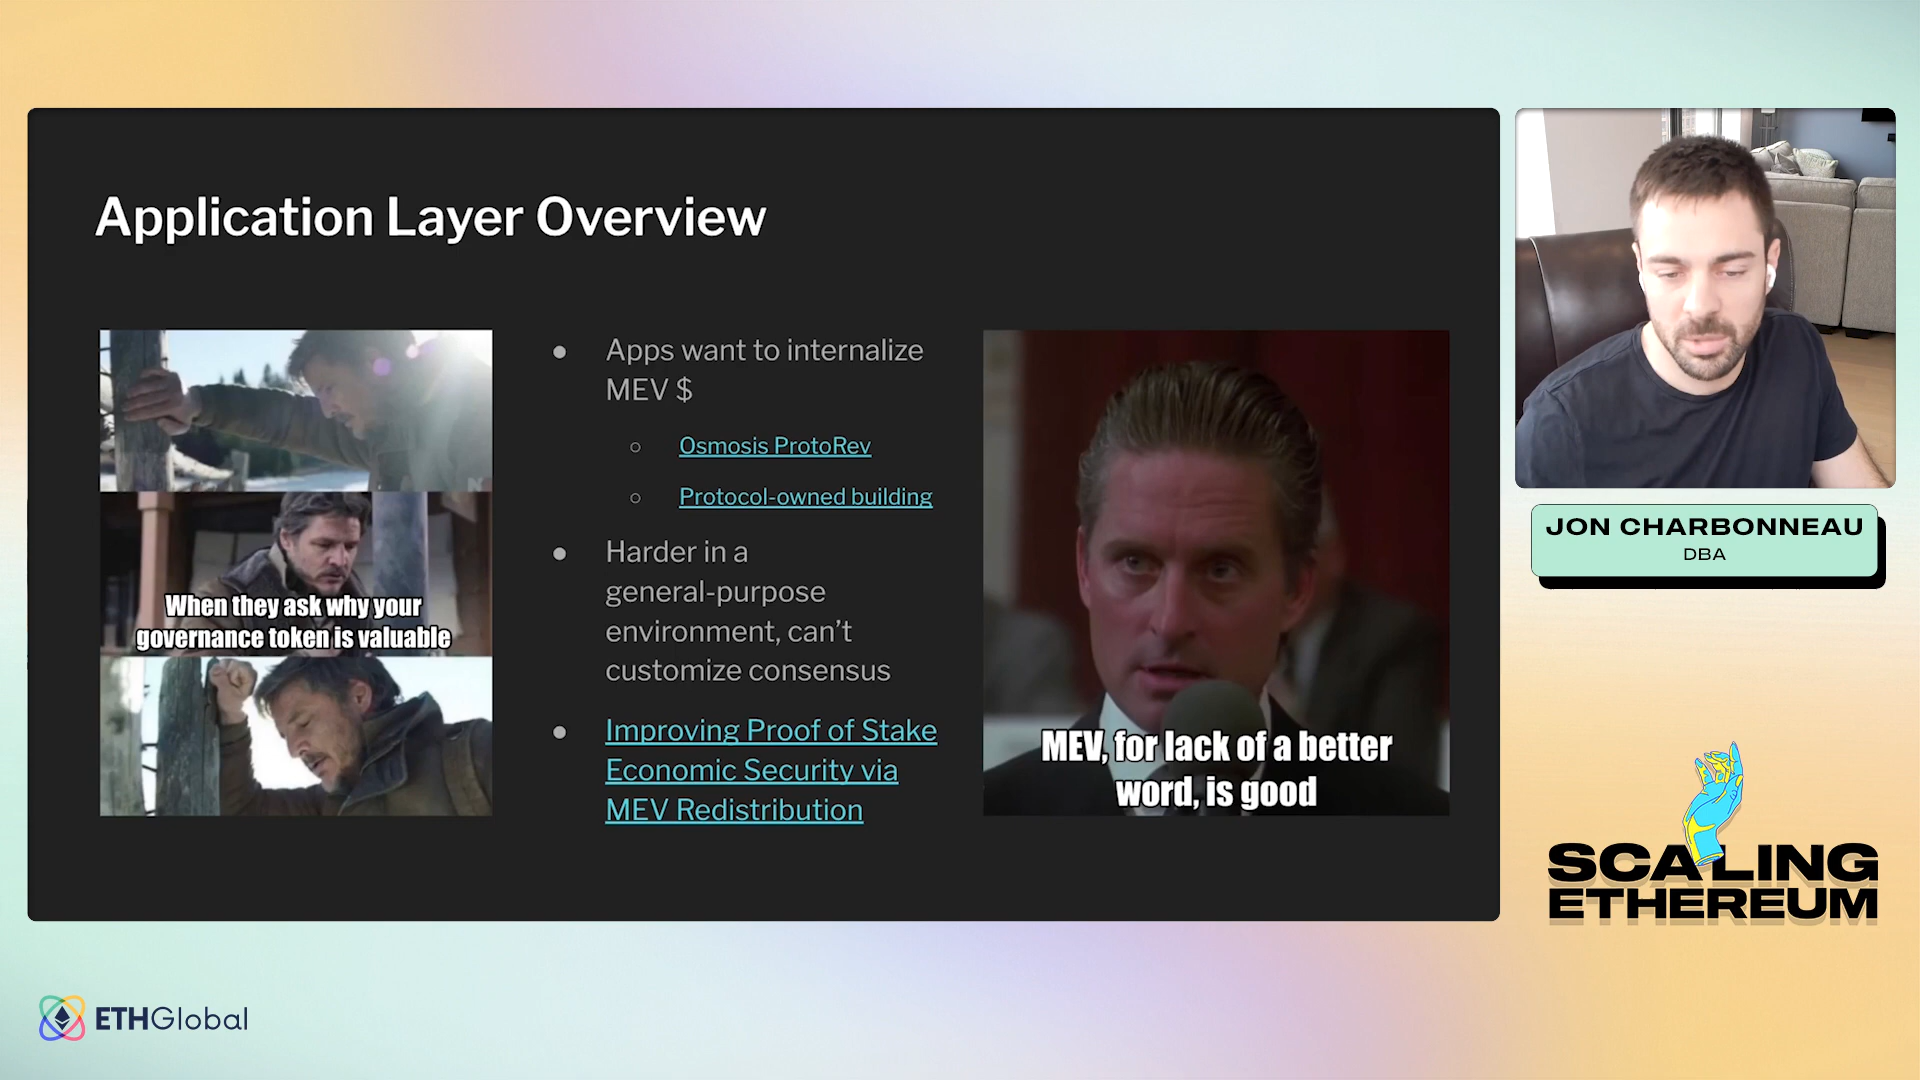 Application Layer Overview
When they ask why your
governance token is valuable
Apps want to internalize
MEV $
Osmosis ProtoRev
Protocol-owned building
Harder in a
general-purpose
environment, can’t
customize consensus
Improving Proof of Stake
Economic Security via
MEV Redistribution
MEV, for lack of a better
word, is good
JON CHARBONNEAU
DBA
SCALING
ETHEREUM
ETHGlobal